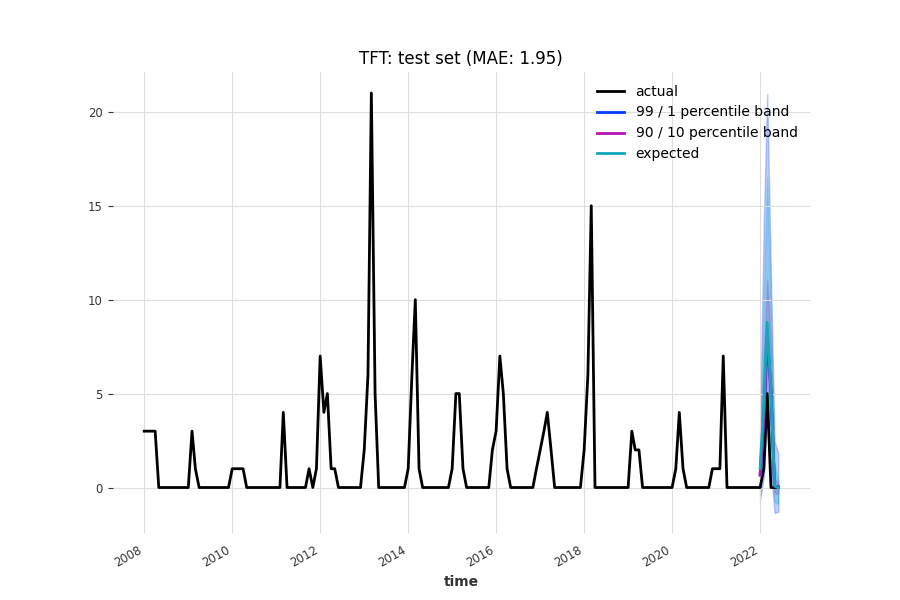 TFT: test set (MAE: 1.95)
actual
99 / 1 percentile band
90 / 10 percentile band
expected
20
15
10
5
0
2008
2010
2012
2014
2016
2018
2020
2022
time